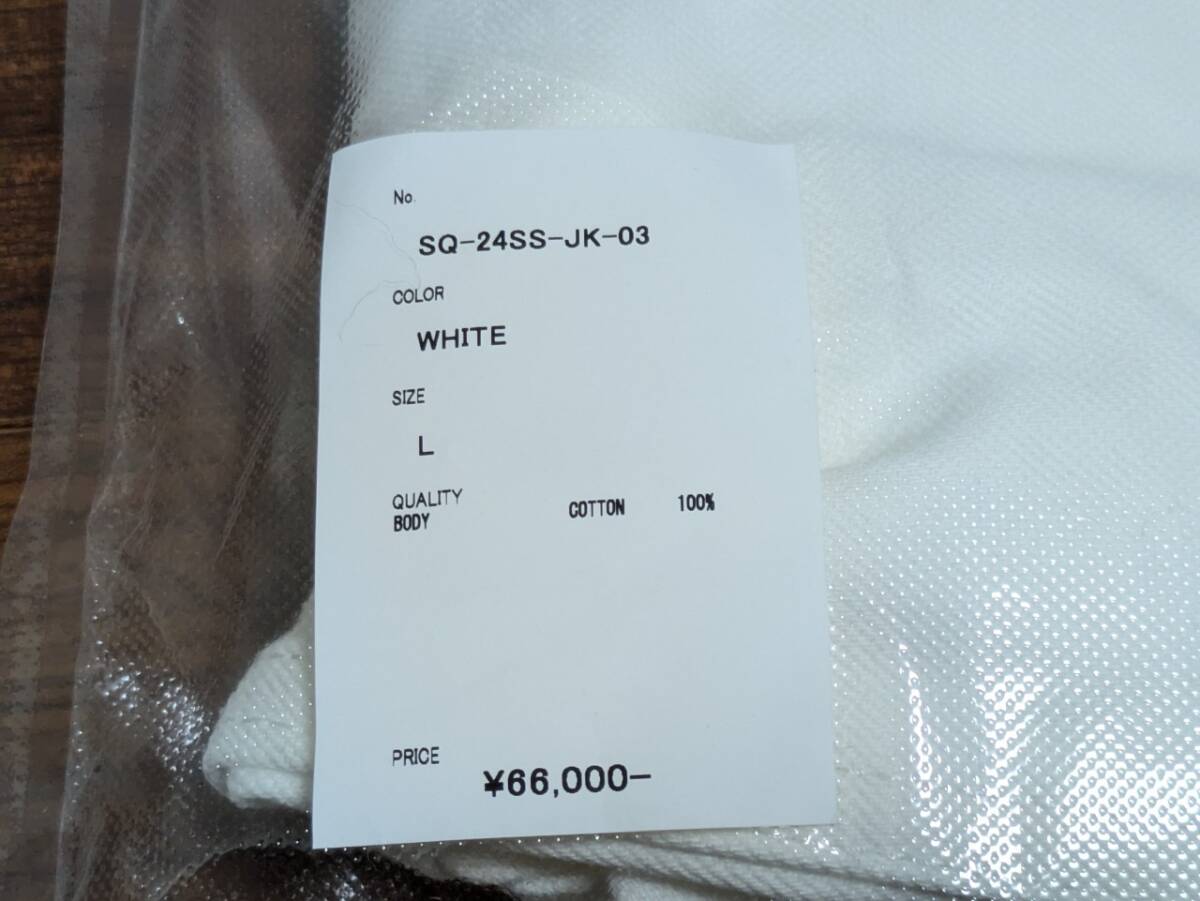 No.
SQ-24SS-JK-03
COLOR
WHITE
SIZE
L
QUALITY
BODY COTTON 100%
PRICE
¥66,000-